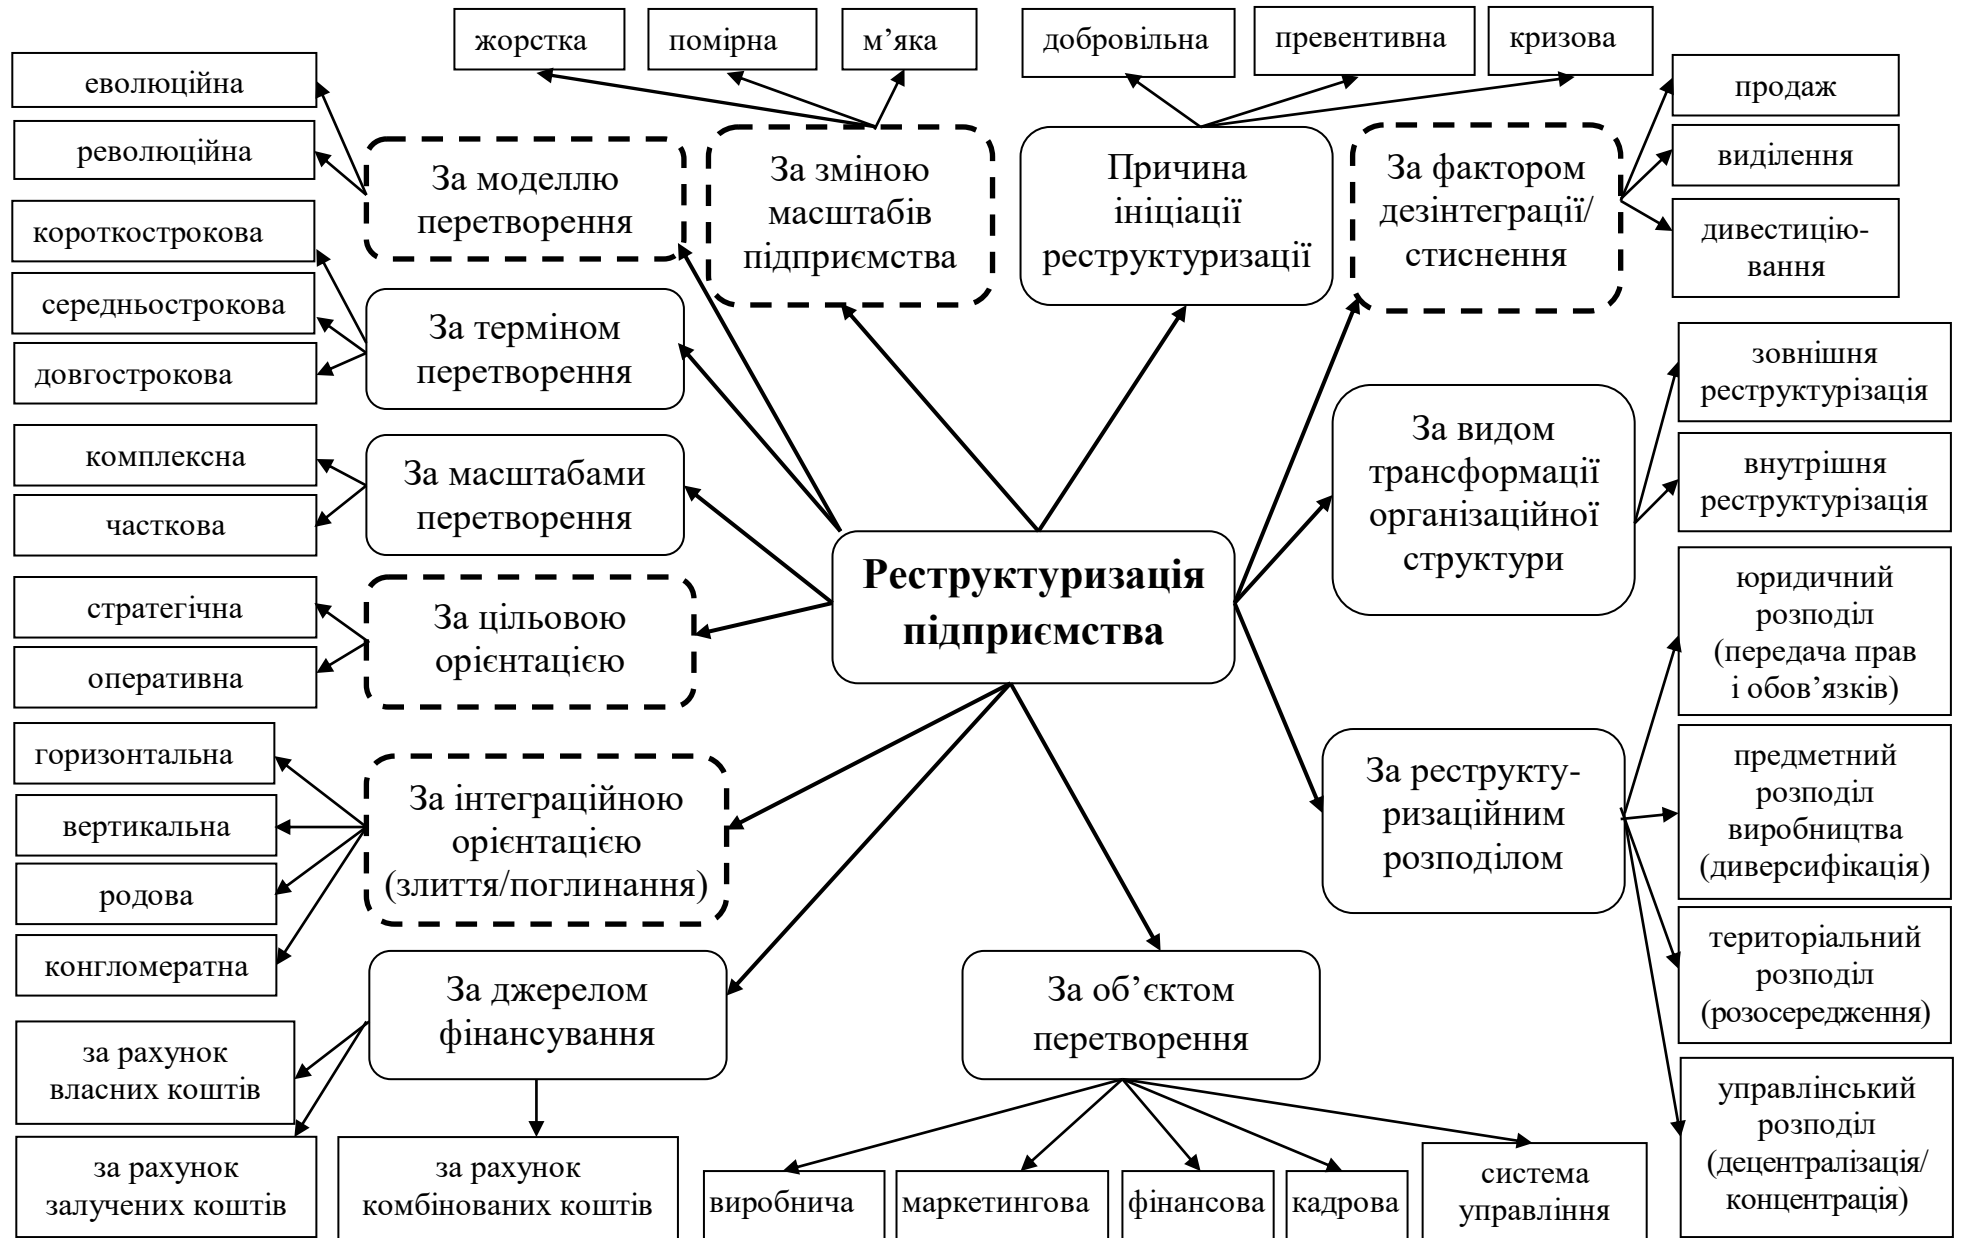 жорстка
помірна
м’яка
добровільна
превентивна
кризова
еволюційна
революційна
короткострокова
середньострокова
довгострокова
комплексна
часткова
стратегічна
оперативна
горизонтальна
вертикальна
родова
конгломератна
за рахунок
власних коштів
за рахунок
залучених коштів
за рахунок
комбінованих коштів
За моделлю
перетворення
За зміною
масштабів
підприємства
Причина
ініціації
реструктуризації
За фактором
дезінтеграції/
стиснення
За терміном
перетворення
За масштабами
перетворення
За цільовою
орієнтацією
За інтеграційною
орієнтацією
(злиття/поглинання)
За джерелом
фінансування
Реструктуризація
підприємства
За об’єктом
перетворення
За видом
трансформації
організаційної
структури
За реструкту-
ризаційним
розподілом
продаж
виділення
дивестицію-
вання
зовнішня
реструктурізація
внутрішня
реструктурізація
юридичний
розподіл
(передача прав
і обов’язків)
предметний
розподіл
виробництва
(диверсифікація)
територіальний
розподіл
(розосередження)
управлінський
розподіл
(децентралізація/
концентрація)
виробнича
маркетингова
фінансова
кадрова
система
управління